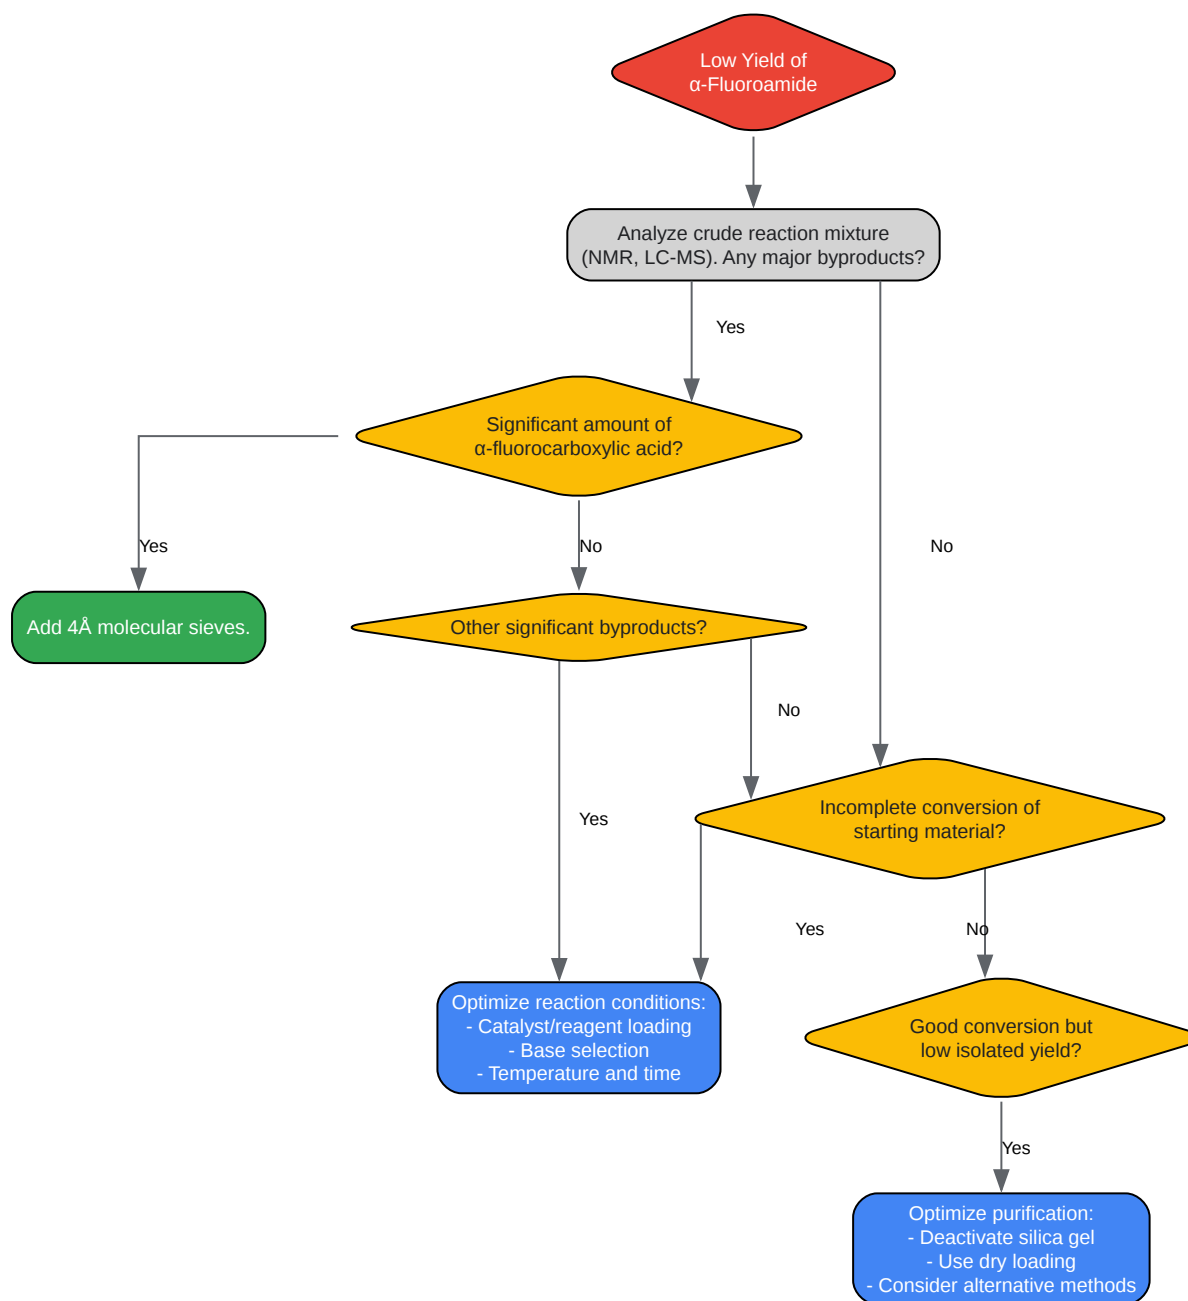 Low Yield of
α-Fluoroamide
Analyze crude reaction mixture
(NMR, LC-MS). Any major byproducts?
Yes
Significant amount of
α-fluorocarboxylic acid?
Yes
No
No
Add 4Å molecular sieves.
Other significant byproducts?
No
Incomplete conversion of
starting material?
Yes
Yes
No
Optimize reaction conditions:
- Catalyst/reagent loading
- Base selection
- Temperature and time
Good conversion but
low isolated yield?
Yes
Optimize purification:
- Deactivate silica gel
- Use dry loading
- Consider alternative methods